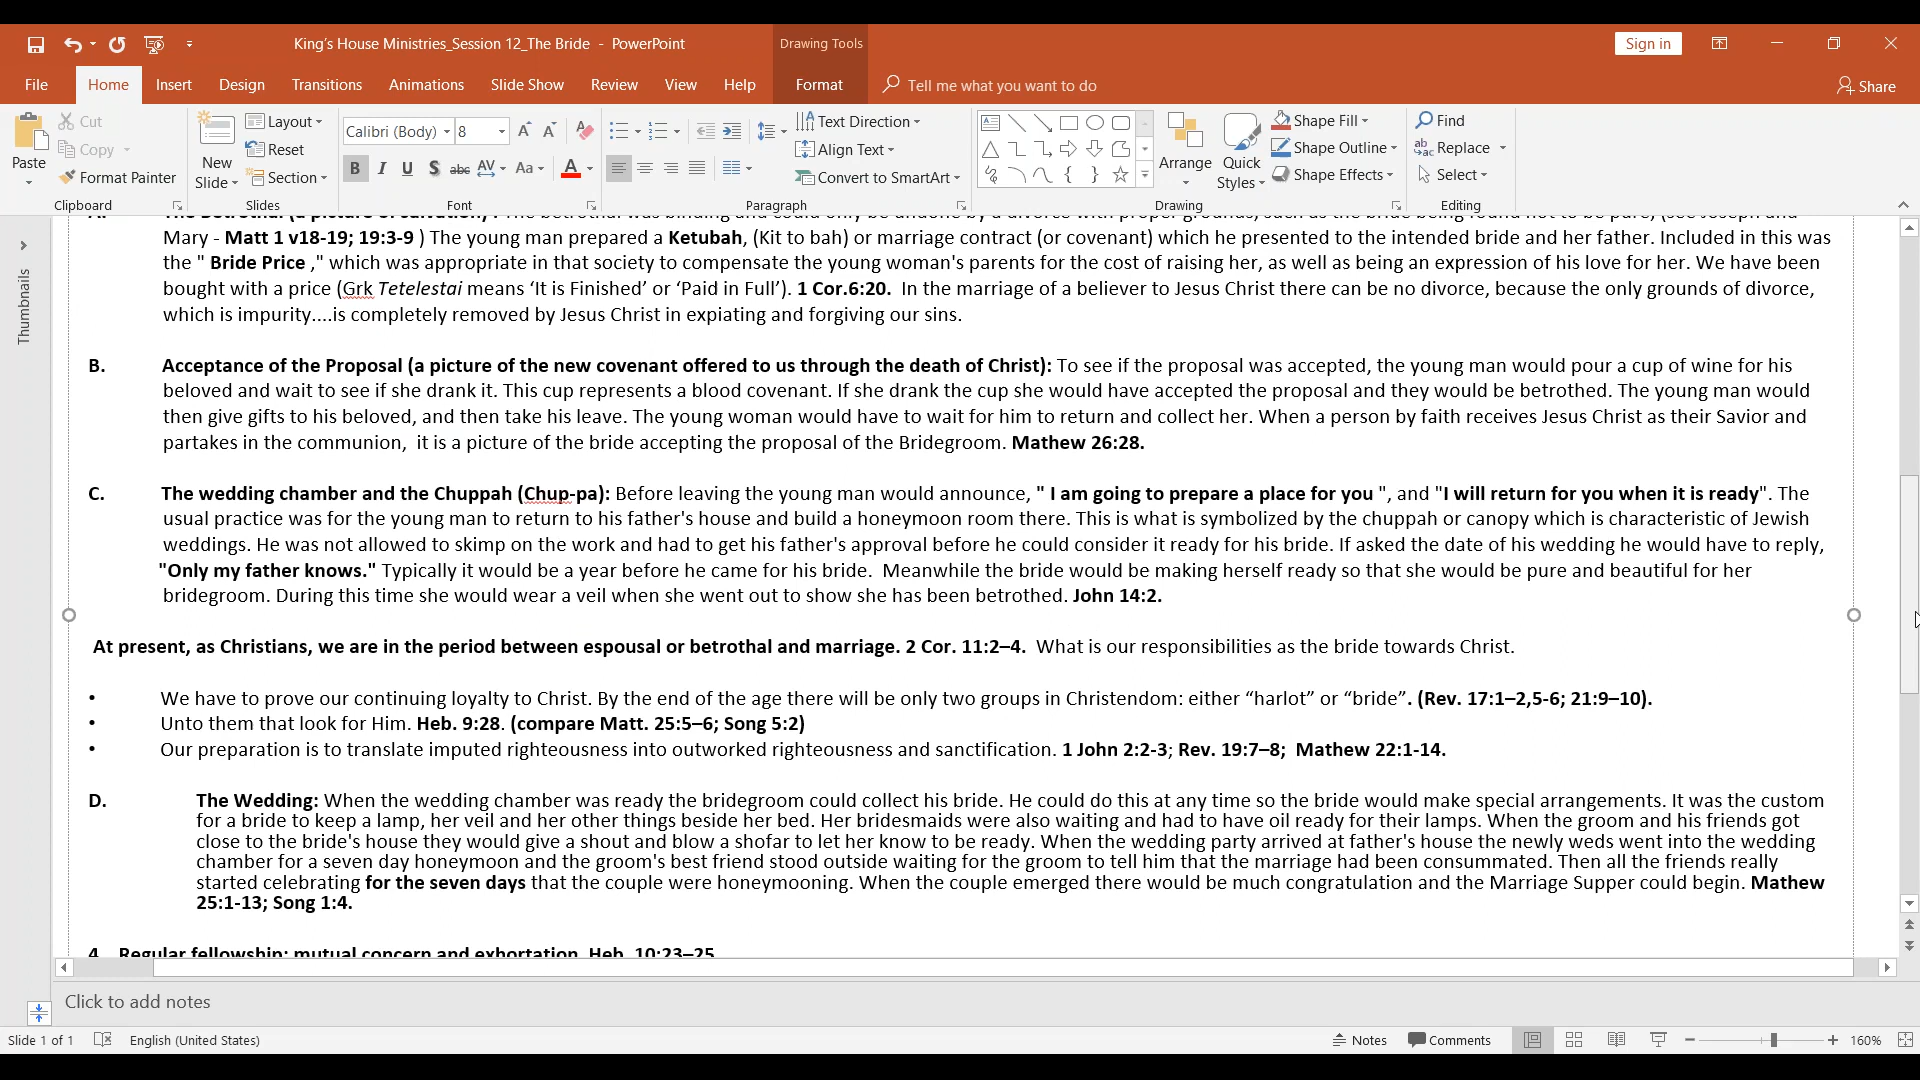 King's House Ministries_Session 12_The Bride - PowerPoint
Drawing Tools
Sign in
File Home Insert Design Transitions Animations Slide Show Review View Help Format Tell me what you want to do Share
Paste
Cut
Copy
Format Painter
Clipboard
New
Slide
Layout
Reset
Section
Slides
Calibri (Body) 8
B I U S abc AV Aa A
Font
Text Direction
Align Text
Convert to SmartArt
Paragraph
Arrange
Quick
Styles
Shape Fill
Shape Outline
Shape Effects
Drawing
Find
Replace
Select
Editing
Thumbnails
A. The Betrothal (a picture of salvation) : The betrothal was binding and could only be undone by a divorce with proper grounds, such as the bride being found not to be pure, (see Joseph and
Mary - Matt 1 v18-19; 19:3-9 ) The young man prepared a Ketubah, (Kit to bah) or marriage contract (or covenant) which he presented to the intended bride and her father. Included in this was
the " Bride Price ," which was appropriate in that society to compensate the young woman's parents for the cost of raising her, as well as being an expression of his love for her. We have been
bought with a price (Grk Tetelestai means ‘It is Finished’ or ‘Paid in Full’). 1 Cor.6:20. In the marriage of a believer to Jesus Christ there can be no divorce, because the only grounds of divorce,
which is impurity....is completely removed by Jesus Christ in expiating and forgiving our sins.
B. Acceptance of the Proposal (a picture of the new covenant offered to us through the death of Christ): To see if the proposal was accepted, the young man would pour a cup of wine for his
beloved and wait to see if she drank it. This cup represents a blood covenant. If she drank the cup she would have accepted the proposal and they would be betrothed. The young man would
then give gifts to his beloved, and then take his leave. The young woman would have to wait for him to return and collect her. When a person by faith receives Jesus Christ as their Savior and
partakes in the communion, it is a picture of the bride accepting the proposal of the Bridegroom. Mathew 26:28.
C. The wedding chamber and the Chuppah (Chup-pa): Before leaving the young man would announce, " I am going to prepare a place for you ", and "I will return for you when it is ready". The
usual practice was for the young man to return to his father's house and build a honeymoon room there. This is what is symbolized by the chuppah or canopy which is characteristic of Jewish
weddings. He was not allowed to skimp on the work and had to get his father's approval before he could consider it ready for his bride. If asked the date of his wedding he would have to reply,
"Only my father knows." Typically it would be a year before he came for his bride. Meanwhile the bride would be making herself ready so that she would be pure and beautiful for her
bridegroom. During this time she would wear a veil when she went out to show she has been betrothed. John 14:2.
At present, as Christians, we are in the period between espousal or betrothal and marriage. 2 Cor. 11:2–4. What is our responsibilities as the bride towards Christ.
• We have to prove our continuing loyalty to Christ. By the end of the age there will be only two groups in Christendom: either “harlot” or “bride”. (Rev. 17:1–2,5-6; 21:9–10).
• Unto them that look for Him. Heb. 9:28. (compare Matt. 25:5–6; Song 5:2)
• Our preparation is to translate imputed righteousness into outworked righteousness and sanctification. 1 John 2:2-3; Rev. 19:7–8; Mathew 22:1-14.
D. The Wedding: When the wedding chamber was ready the bridegroom could collect his bride. He could do this at any time so the bride would make special arrangements. It was the custom
for a bride to keep a lamp, her veil and her other things beside her bed. Her bridesmaids were also waiting and had to have oil ready for their lamps. When the groom and his friends got
close to the bride's house they would give a shout and blow a shofar to let her know to be ready. When the wedding party arrived at father's house the newly weds went into the wedding
chamber for a seven day honeymoon and the groom's best friend stood outside waiting for the groom to tell him that the marriage had been consummated. Then all the friends really
started celebrating for the seven days that the couple were honeymooning. When the couple emerged there would be much congratulation and the Marriage Supper could begin. Mathew
25:1-13; Song 1:4.
4. Regular fellowship: mutual concern and exhortation. Heb. 10:23–25
Click to add notes
Slide 1 of 1 English (United States) Notes Comments 160%